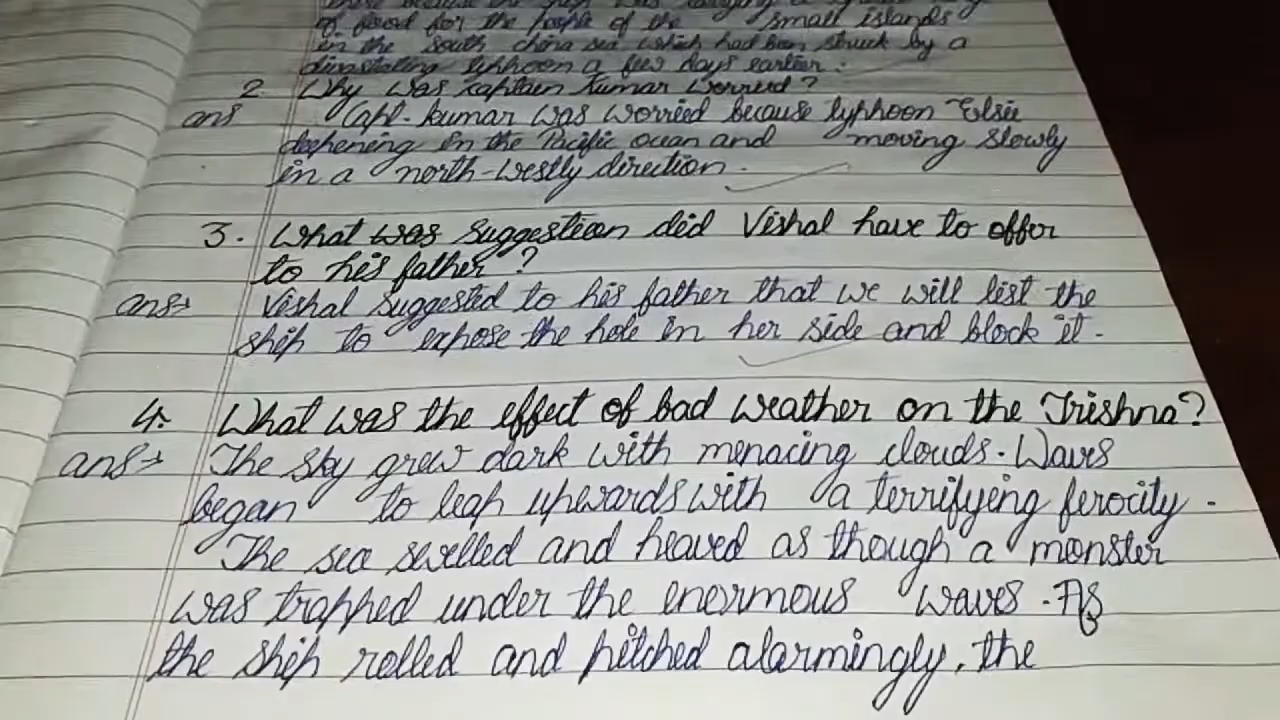 these because the ship was carrying a
of food for the people of the small islands
in the south china sea which had been struck by a
devastating typhoon a few days earlier.
2. Why was Captain Kumar worried?
ans Capt. Kumar was worried because typhoon Elsie
deepening in the Pacific ocean and moving slowly
in a north-westly direction.
3. What was suggestion did Vishal have to offer
to his father?
ans→ Vishal suggested to his father that we will list the
ship to expose the hole in her side and block it.
4. What was the effect of bad weather on the Trishna?
ans→ The sky grew dark with menacing clouds. Waves
began to leap upwards with a terrifying ferocity.
The sea swelled and heaved as though a monster
was trapped under the enormous waves. As
the ship rolled and pitched alarmingly, the